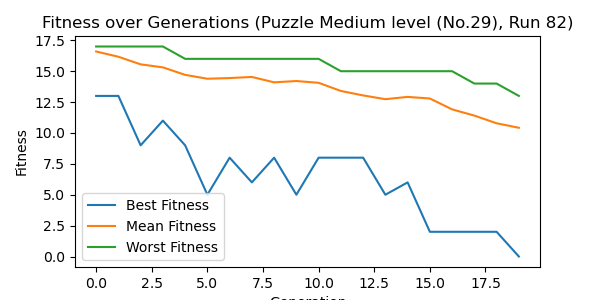 Fitness over Generations (Puzzle Medium level (No.29), Run 82)
17.5
15.0
12.5
10.0
7.5
5.0
2.5
0.0
Fitness
Best Fitness
Mean Fitness
Worst Fitness
0.0 2.5 5.0 7.5 10.0 12.5 15.0 17.5
Generation